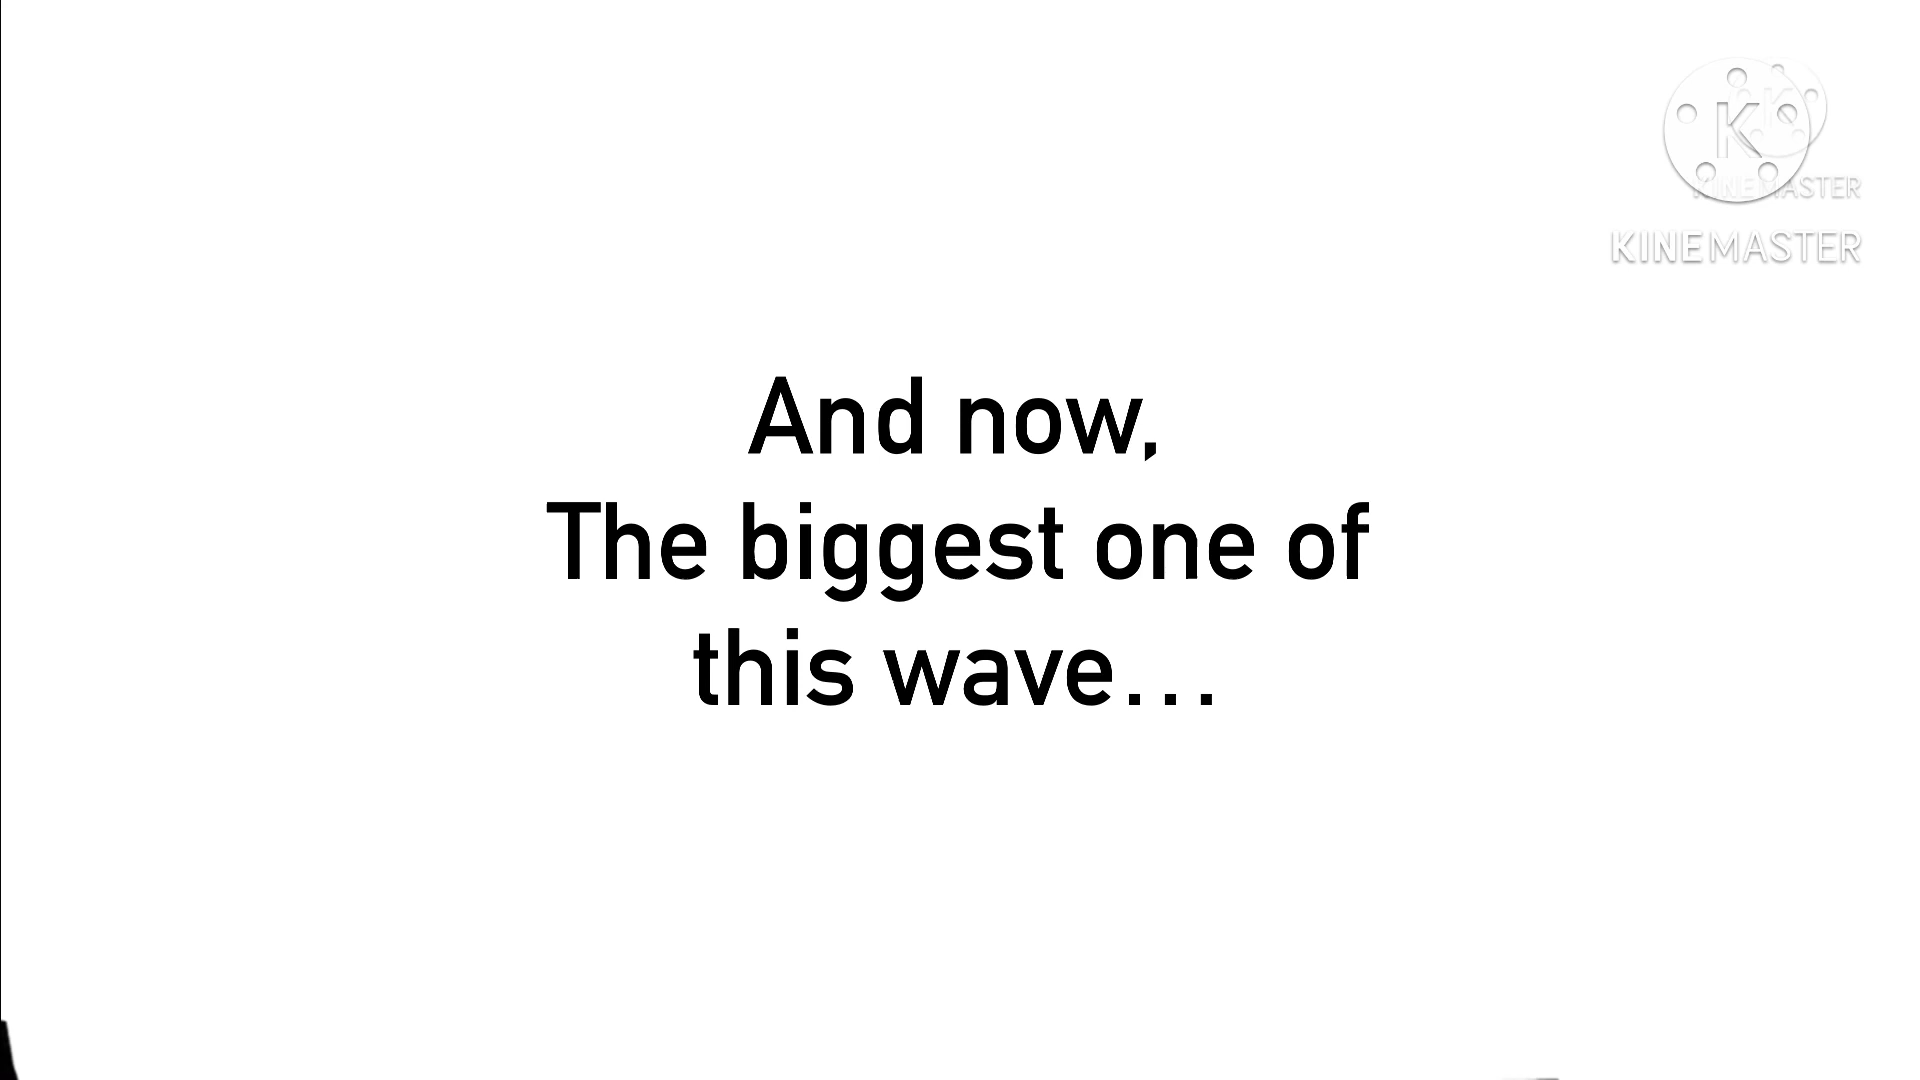 K
KINEMASTER
KINEMASTER
And now,
The biggest one of
this wave…